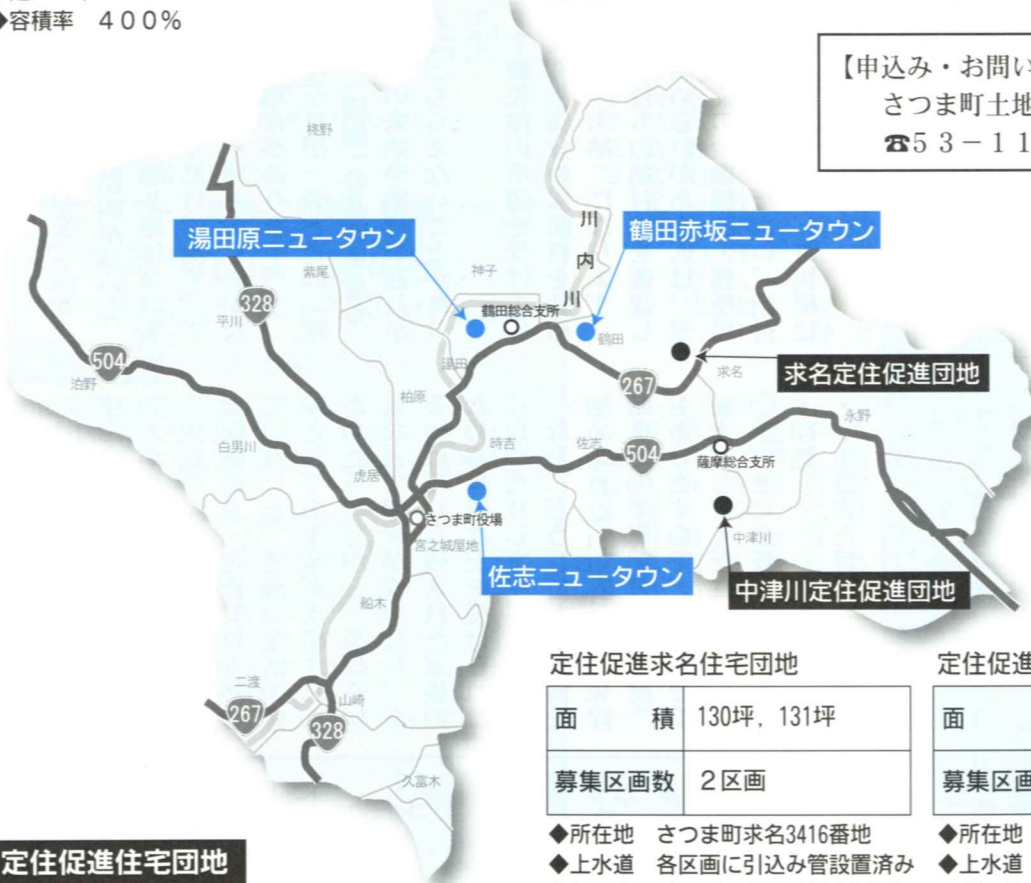 ◆容積率　４００％
【申込み・お問い
さつま町土地
☎５３－１１
柊野
川内川
湯田原ニュータウン
鶴田赤坂ニュータウン
紫尾
神子
328
平川
鶴田総合支所
鶴田
湯田
504
泊野
267
求名
求名定住促進団地
柏原
永野
白男川
時吉
佐志
504
薩摩総合支所
虎居
さつま町役場
宮之城屋地
中津川
佐志ニュータウン
中津川定住促進団地
船木
二渡
山崎
267
328
久富木
定住促進求名住宅団地
面　　積　130坪，131坪
募集区画数　２区画
◆所在地　さつま町求名3416番地
◆上水道　各区画に引込み管設置済み
定住促進
面
募集区画
◆所在地
◆上水道
定住促進住宅団地